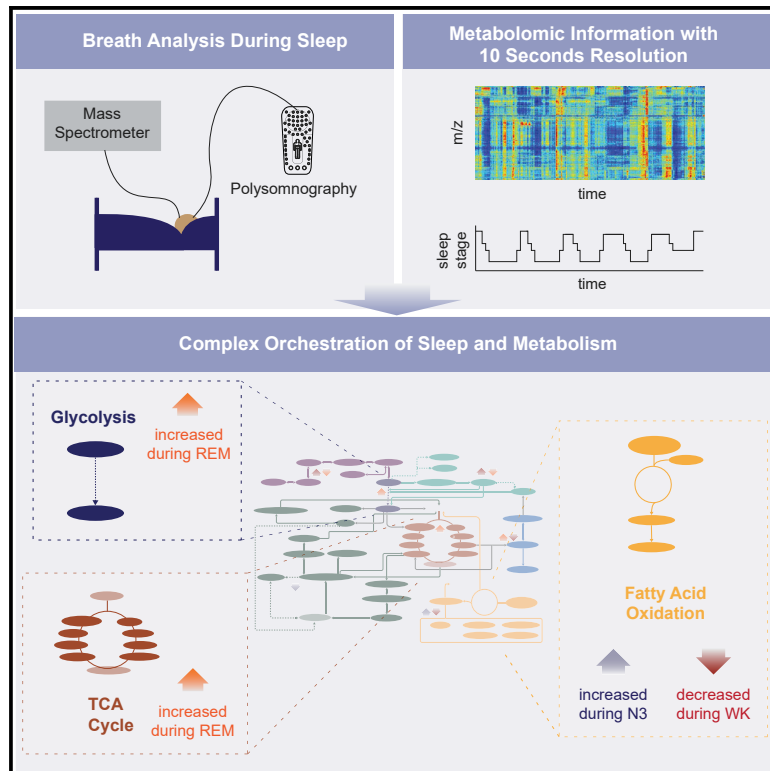 Breath Analysis During Sleep
Mass
Spectrometer
Polysomnography
Metabolomic Information with
10 Seconds Resolution
m/z
time
sleep
stage
time
Complex Orchestration of Sleep and Metabolism
Glycolysis
increased
during REM
TCA
Cycle
increased
during REM
Fatty Acid
Oxidation
increased
during N3
decreased
during WK